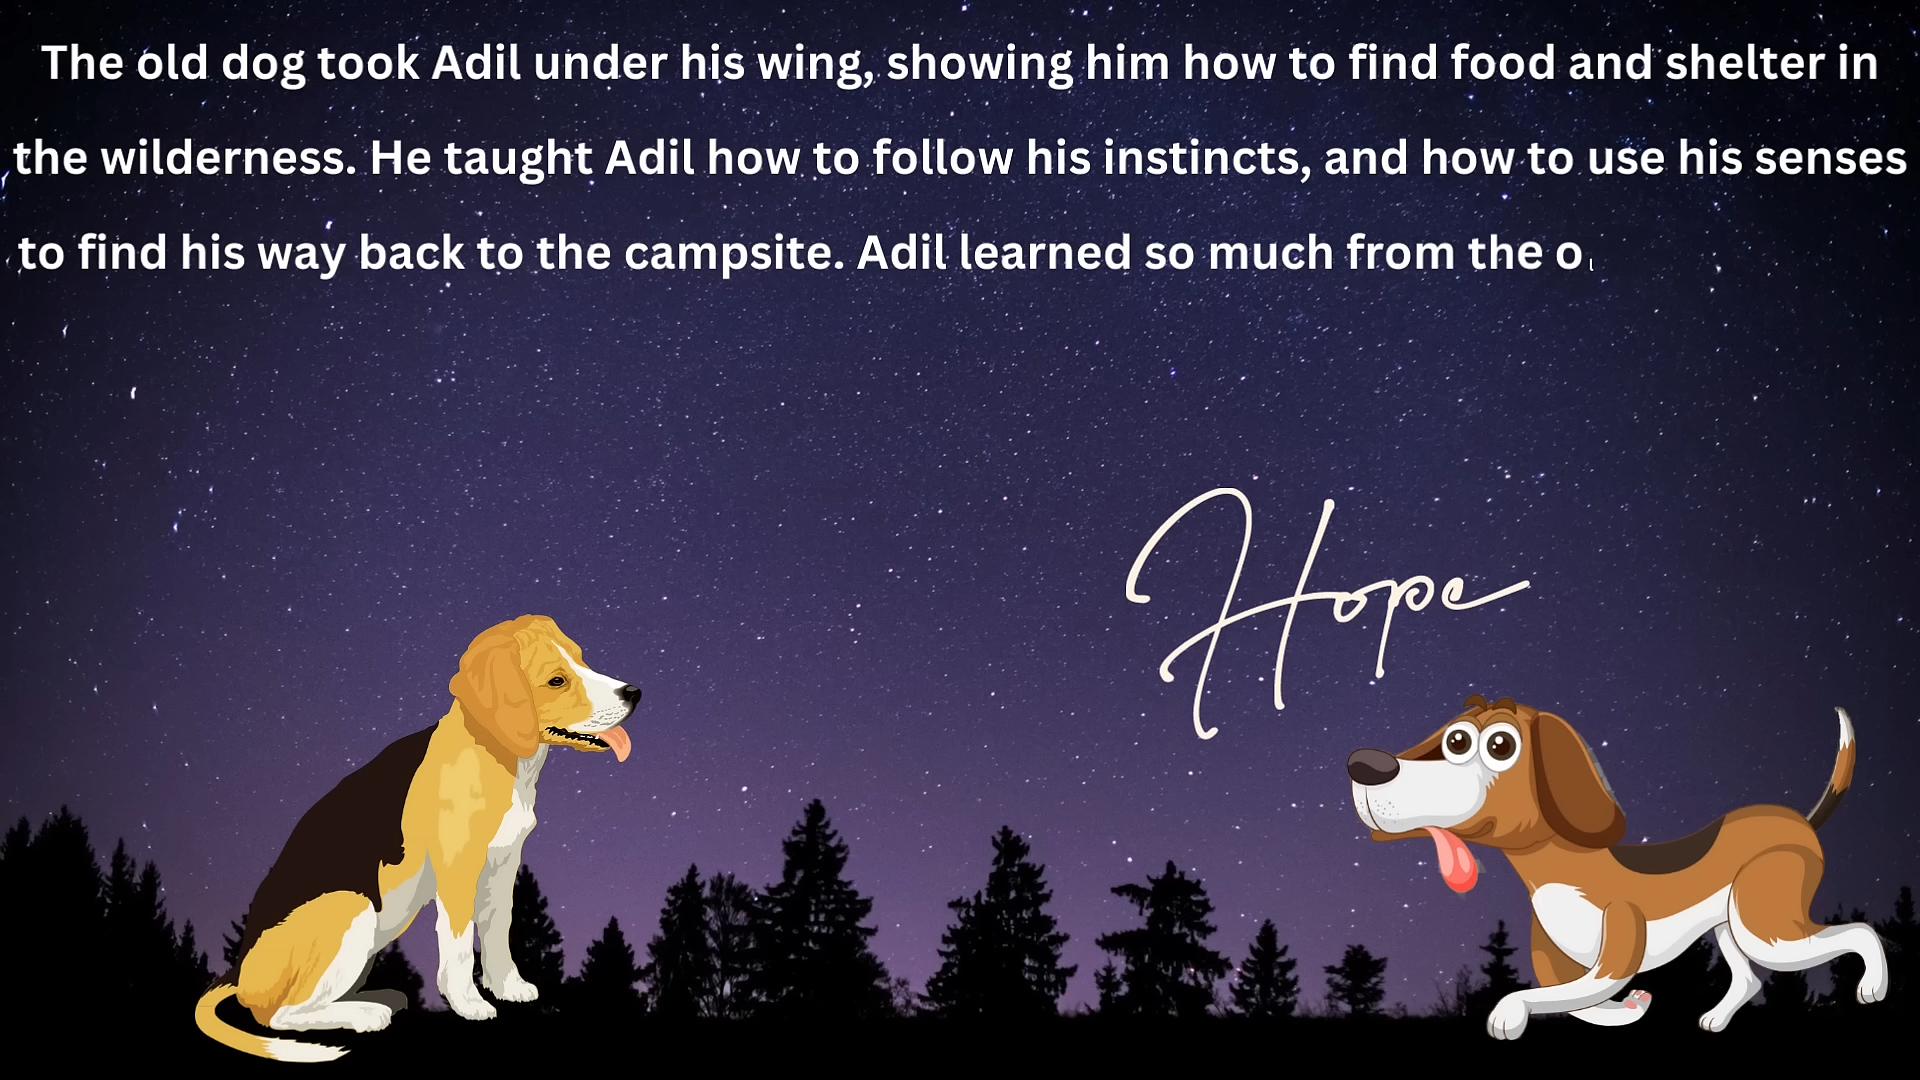 The old dog took Adil under his wing, showing him how to find food and shelter in
the wilderness. He taught Adil how to follow his instincts, and how to use his senses
to find his way back to the campsite. Adil learned so much from the ol
Hope